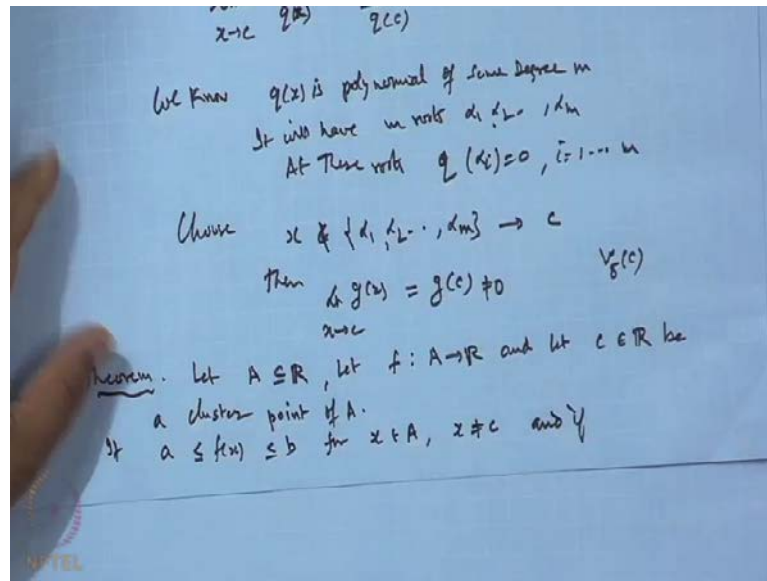 x→c q(x) q(c)
We know q(x) is polynomial of some degree m
It will have m roots α1 α2.. , αm
At these roots q (αi)=0 , i=1--- m
Choose x ∉ {α1, α2-- , αm} → c
then lt q(x) = q(c) ≠0 Vδ(c)
x→c
Theorem. Let A ⊆ R, let f : A→R and let c ∈ R be
a cluster point of A.
If a ≤ f(x) ≤ b for x ∈ A, x ≠ c and if
NPTEL